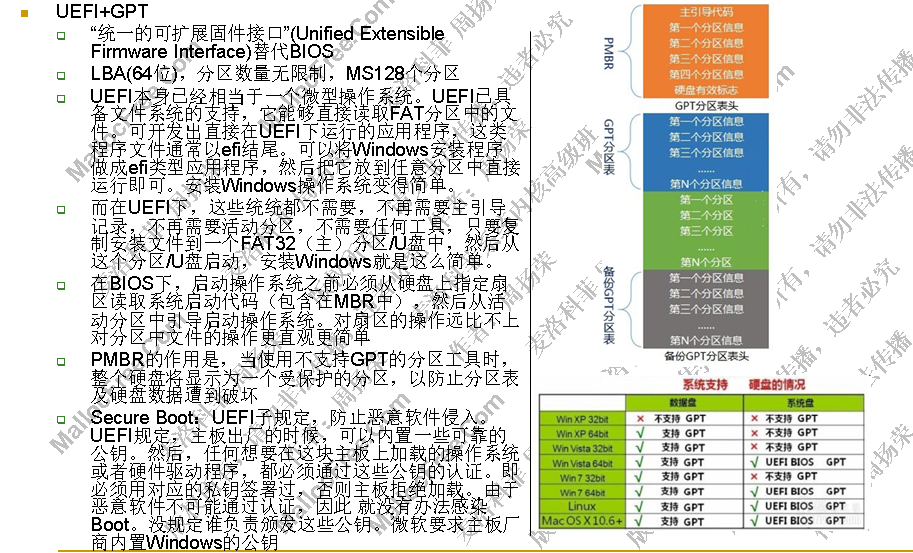 UEFI+GPT
“统一的可扩展固件接口”(Unified Extensible
Firmware Interface)替代BIOS
LBA(64位)，分区数量无限制，MS128个分区
UEFI本身已经相当于一个微型操作系统。UEFI已具
备文件系统的支持，它能够直接读取FAT分区中的文
件。可开发出直接在UEFI下运行的应用程序，这类
程序文件通常以efi结尾。可以将Windows安装程序
做成efi类型应用程序，然后把它放到任意分区中直接
运行即可。安装Windows操作系统变得简单。
而在UEFI下，这些统统都不需要，不再需要主引导
记录，不再需要活动分区，不需要任何工具，只要复
制安装文件到一个FAT32（主）分区/U盘中，然后从
这个分区/U盘启动，安装Windows就是这么简单。
在BIOS下，启动操作系统之前必须从硬盘上指定扇
区读取系统启动代码（包含在MBR中），然后从活
动分区中引导启动操作系统。对扇区的操作远比不上
对分区中文件的操作更直观更简单
PMBR的作用是，当使用不支持GPT的分区工具时，
整个硬盘将显示为一个受保护的分区，以防止分区表
及硬盘数据遭到破坏
Secure Boot：UEFI子规定，防止恶意软件侵入。
UEFI规定，主板出厂的时候，可以内置一些可靠的
公钥。然后，任何想要在这块主板上加载的操作系统
或者硬件驱动程序，都必须通过这些公钥的认证。即
必须用对应的私钥签署过，否则主板拒绝加载。由于
恶意软件不可能通过认证，因此 就没有办法感染
Boot。没规定谁负责颁发这些公钥，微软要求主板厂
商内置Windows的公钥
PMBR
主引导代码
第一个分区信息
第二个分区信息
第三个分区信息
第四个分区信息
硬盘有效标志
GPT分区表头
GPT分区表
第一个分区信息
第二个分区信息
第三个分区信息
......
第N个分区信息
第一个分区
第二个分区
第三个分区
......
第N个分区
备份GPT分区表
第一个分区信息
第二个分区信息
第三个分区信息
......
第N个分区信息
备份GPT分区表头
系统支持 硬盘的情况
数据盘 系统盘
Win XP 32bit × 不支持 GPT × 不支持 GPT
Win XP 64bit √ 支持 GPT × 不支持 GPT
Win Vista 32bit √ 支持 GPT × 不支持 GPT
Win Vista 64bit √ 支持 GPT √ UEFI BIOS GPT
Win 7 32bit √ 支持 GPT × 不支持 GPT
Win 7 64bit √ 支持 GPT √ UEFI BIOS GPT
Linux √ 支持 GPT √ UEFI BIOS GPT
Mac OS X 10.6+ √ 支持 GPT √ UEFI BIOS GPT